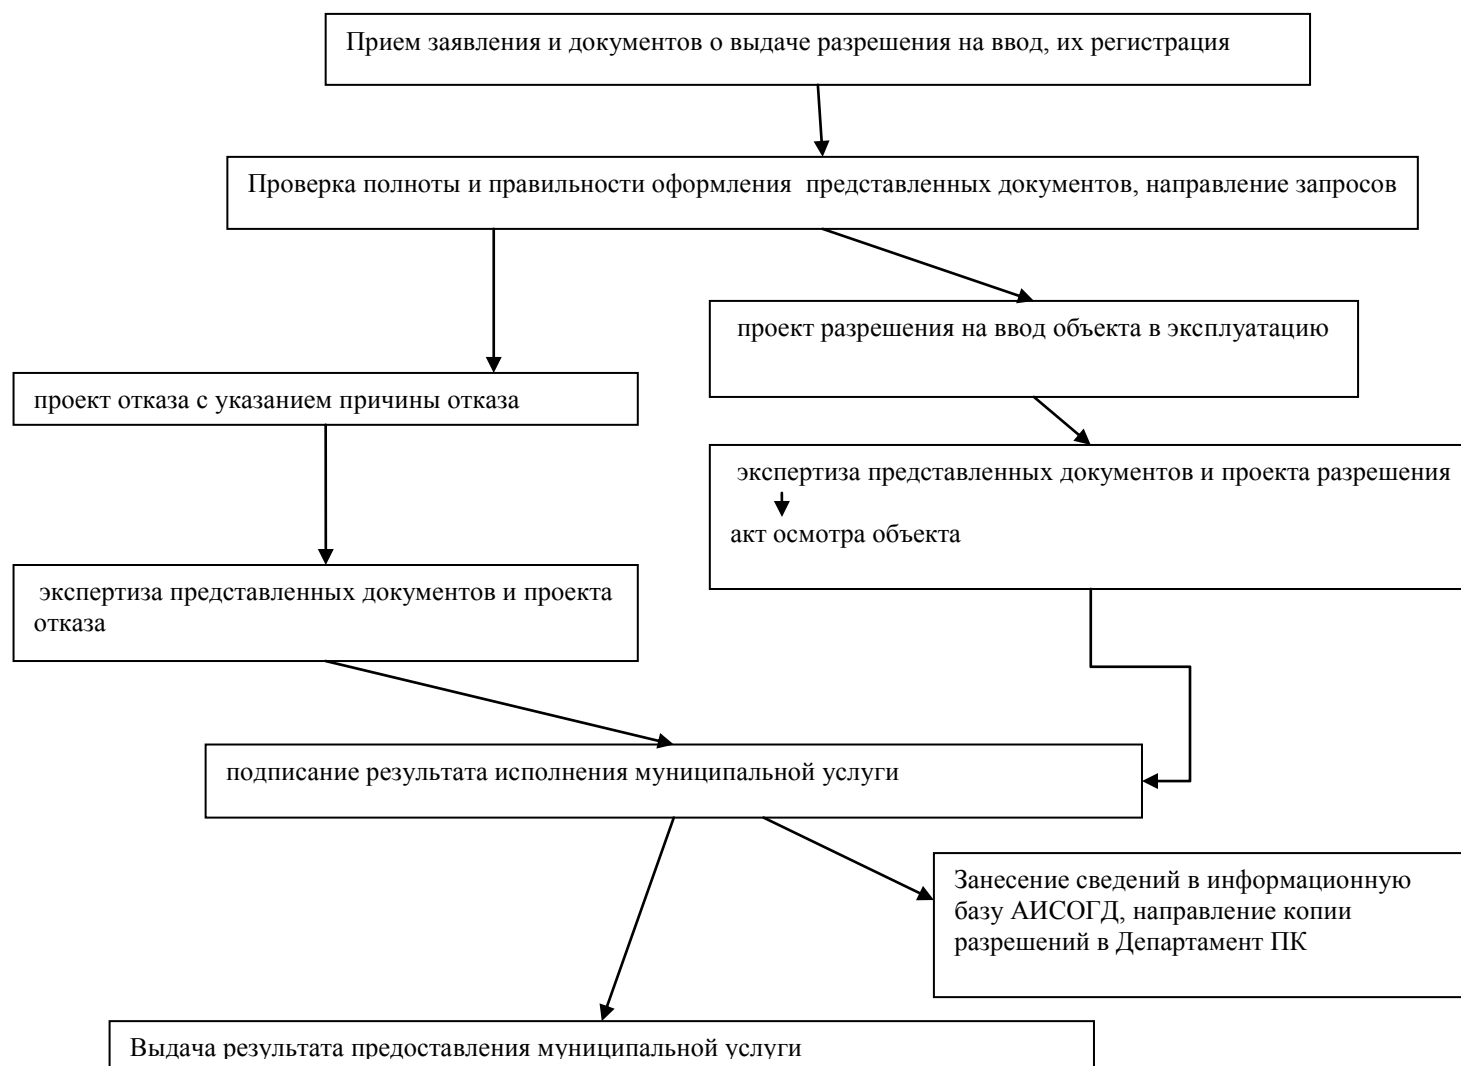 Прием заявления и документов о выдаче разрешения на ввод, их регистрация
Проверка полноты и правильности оформления представленных документов, направление запросов
проект разрешения на ввод объекта в эксплуатацию
проект отказа с указанием причины отказа
экспертиза представленных документов и проекта разрешения
акт осмотра объекта
экспертиза представленных документов и проекта
отказа
подписание результата исполнения муниципальной услуги
Занесение сведений в информационную
базу АИСОГД, направление копии
разрешений в Департамент ПК
Выдача результата предоставления муниципальной услуги